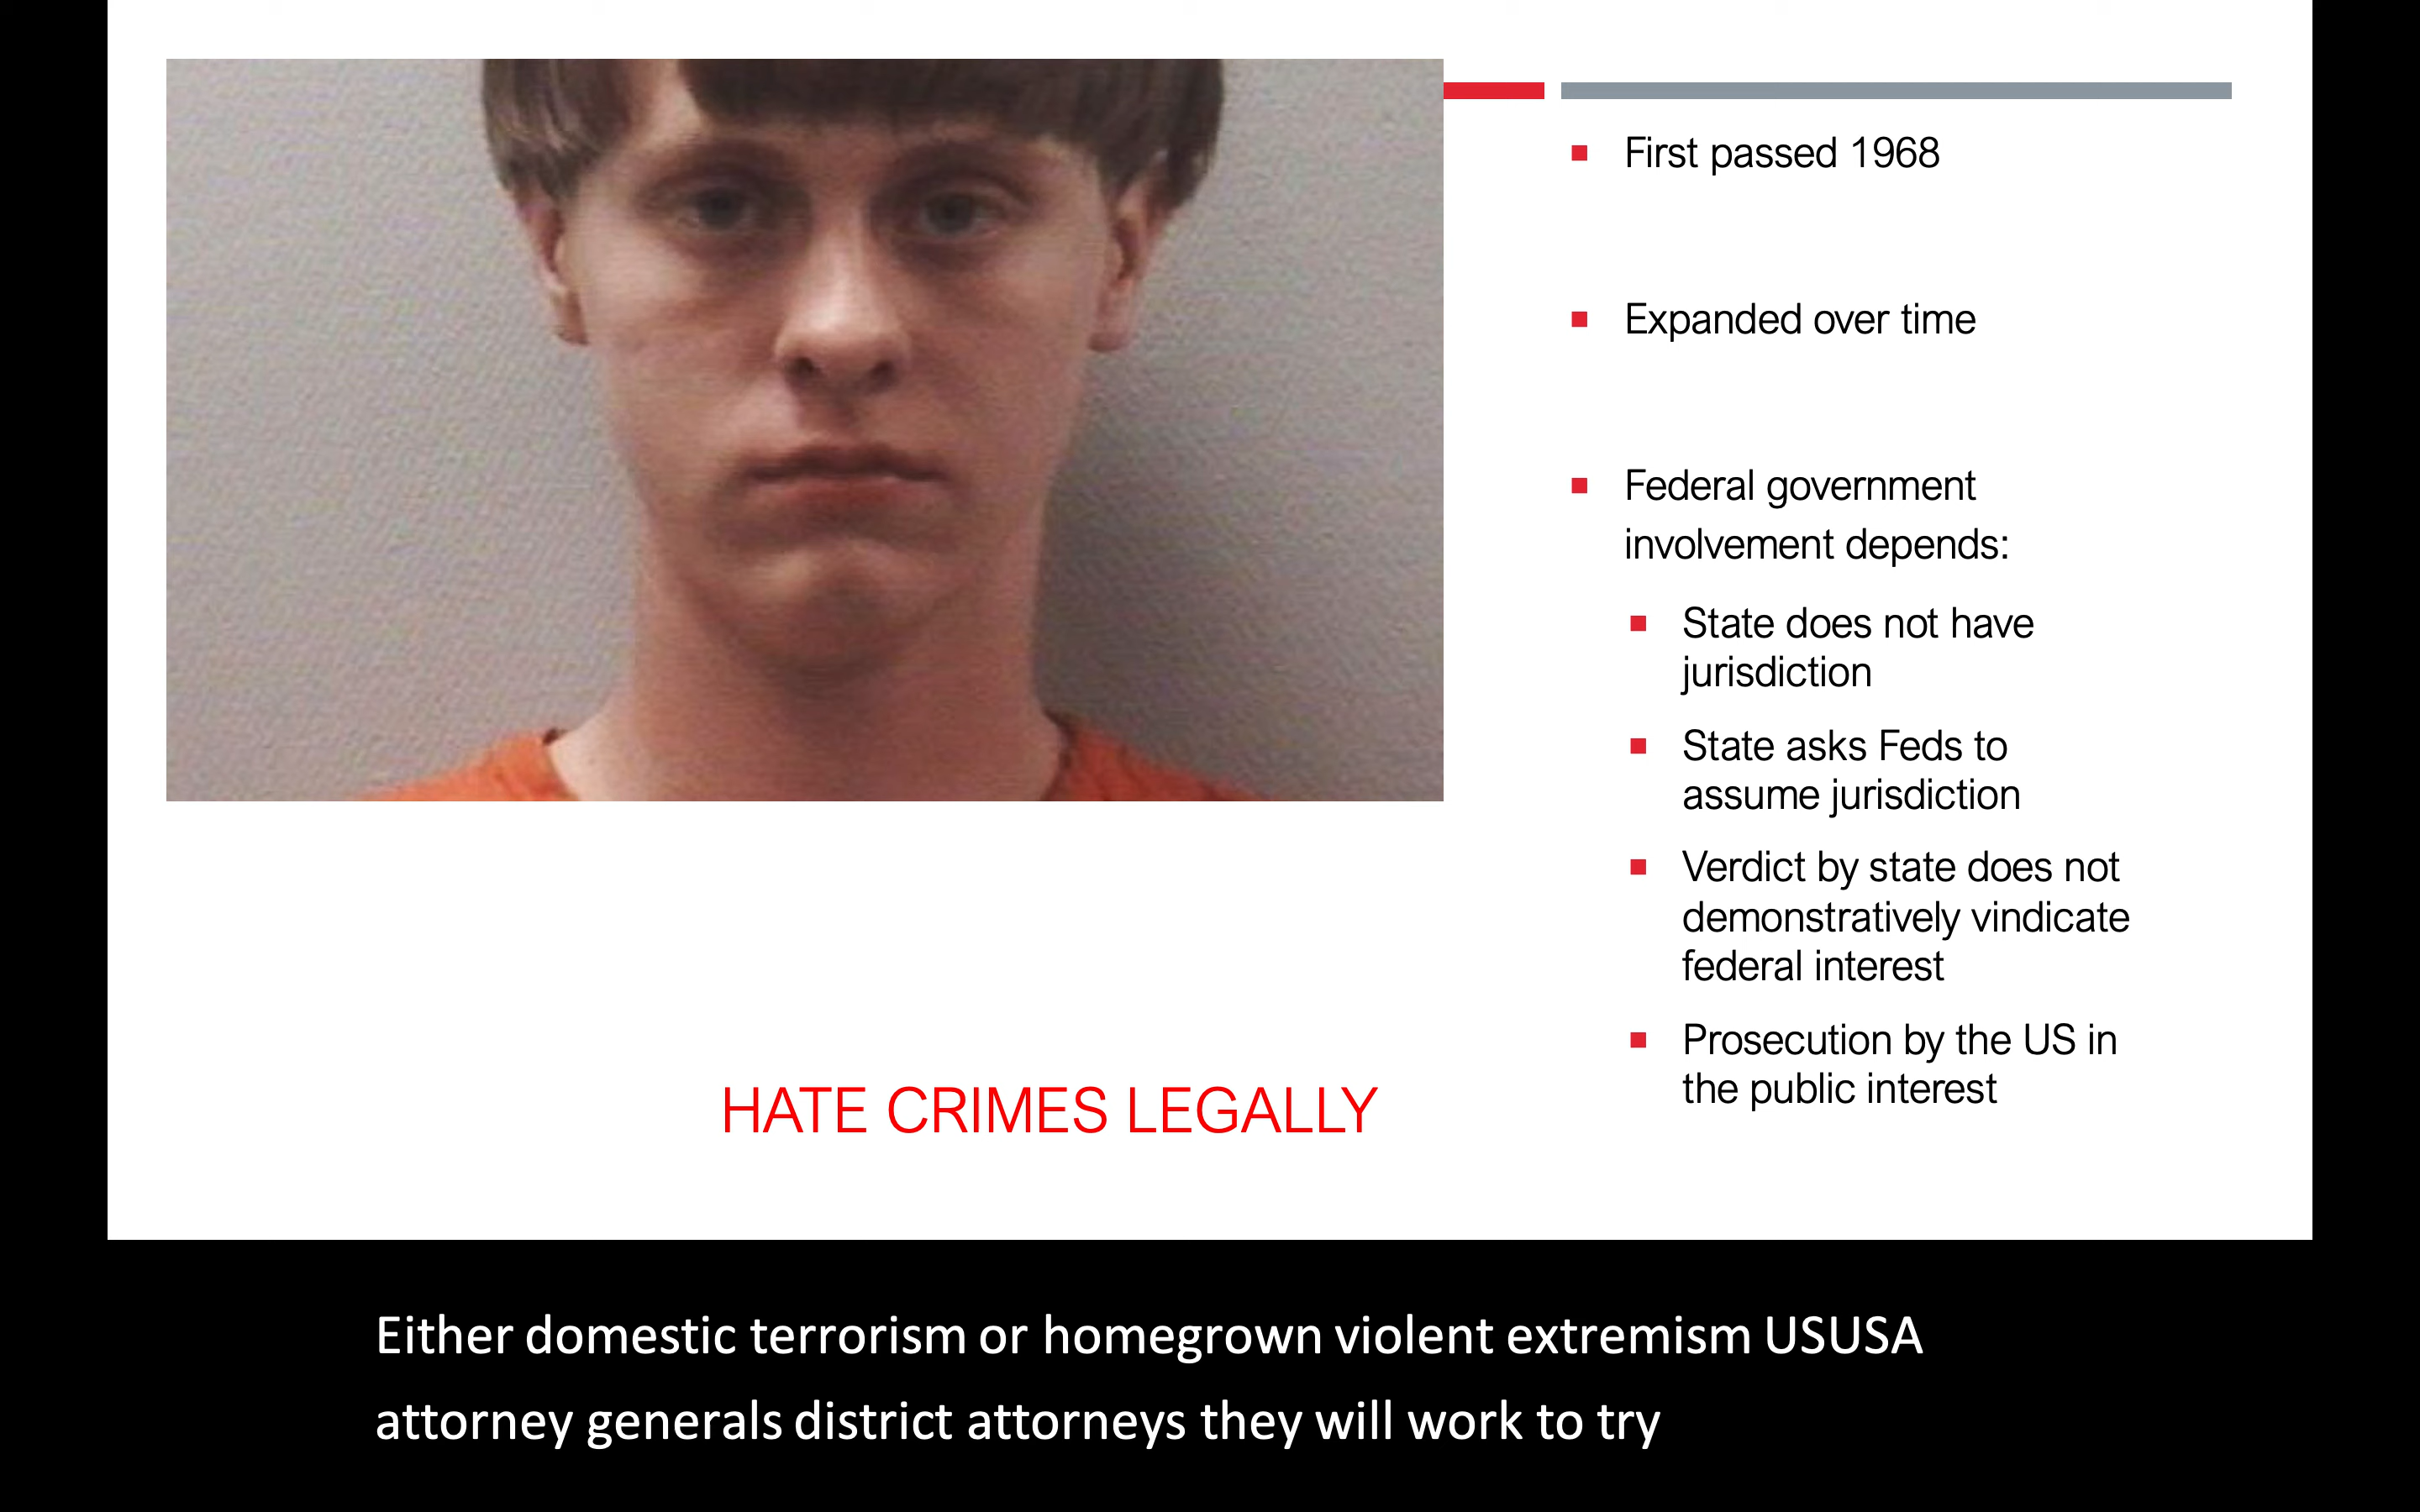 First passed 1968
Expanded over time
Federal government
involvement depends:
State does not have
jurisdiction
State asks Feds to
assume jurisdiction
Verdict by state does not
demonstratively vindicate
federal interest
Prosecution by the US in
the public interest
HATE CRIMES LEGALLY
Either domestic terrorism or homegrown violent extremism USUSA
attorney generals district attorneys they will work to try